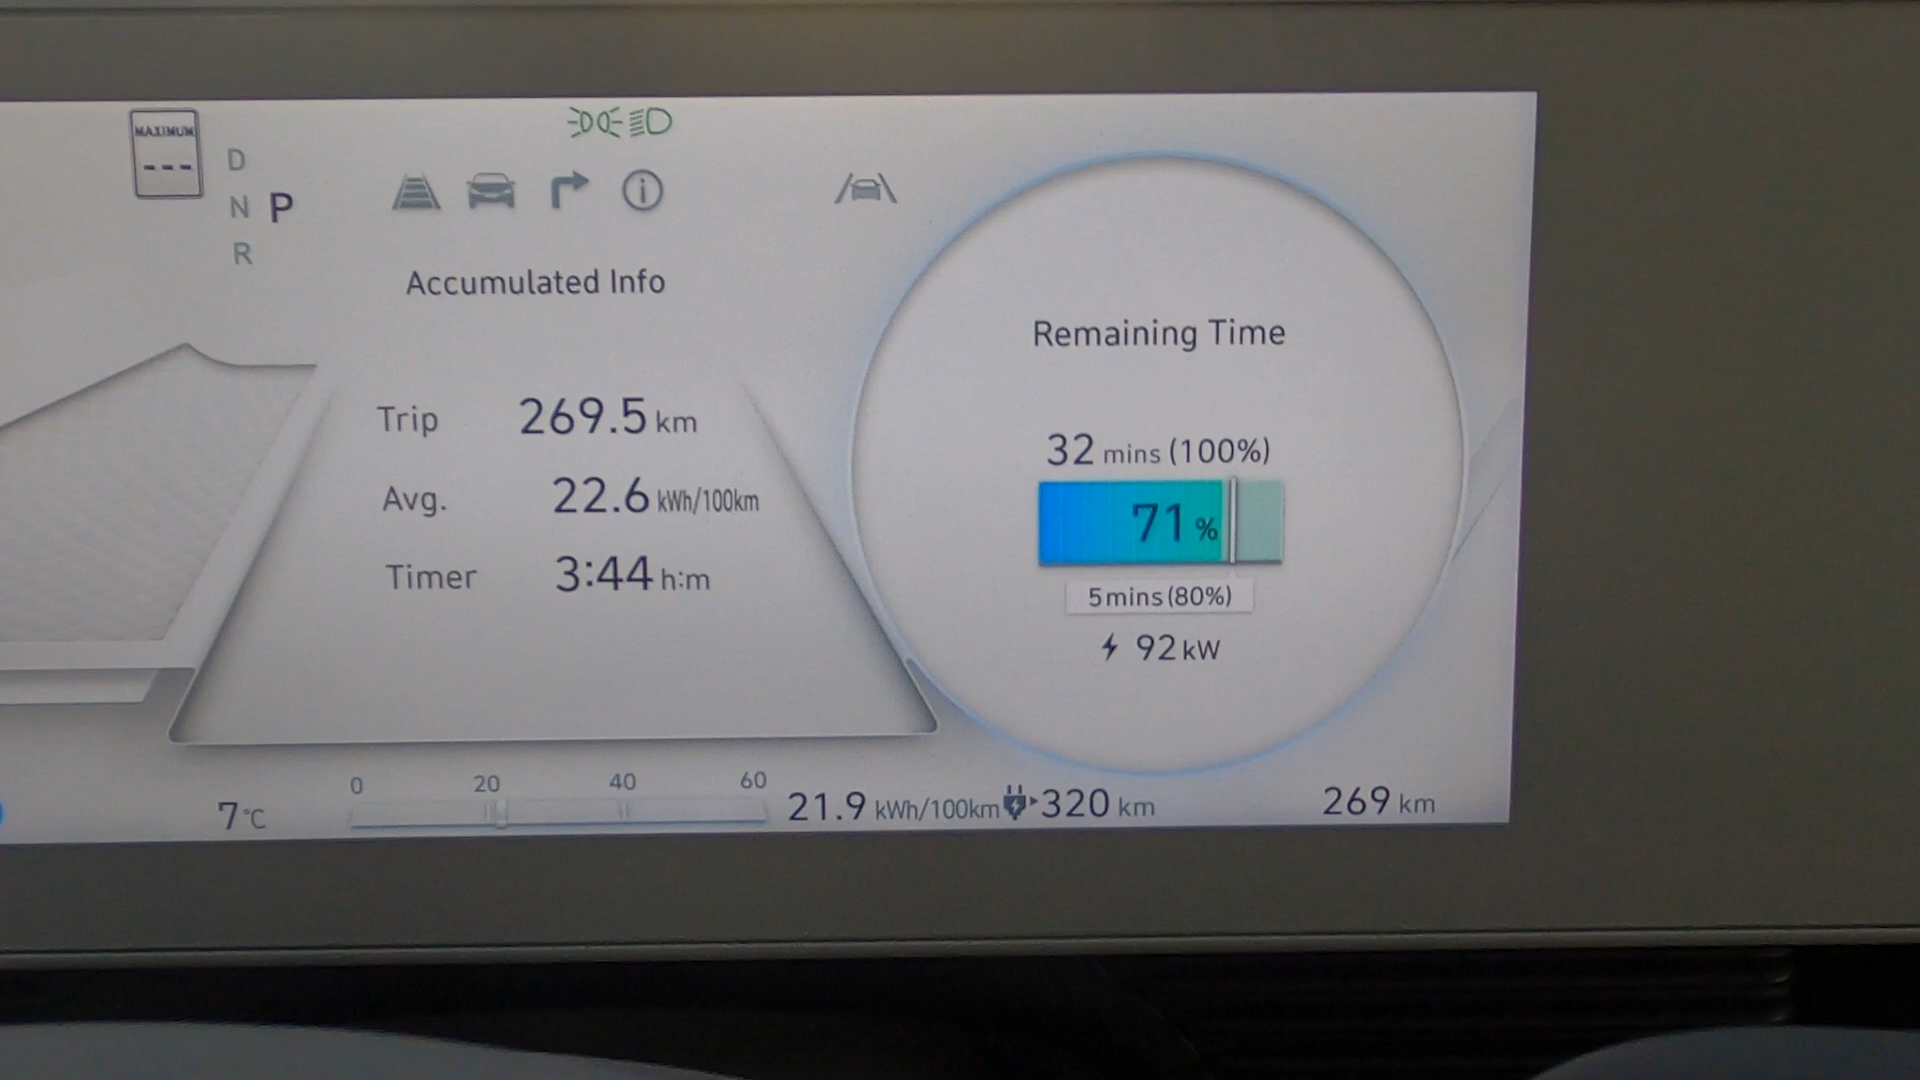 MAXIMUM
---
D
N P
R
Accumulated Info
Trip 269.5 km
Avg. 22.6 kWh/100km
Timer 3:44 h:m
Remaining Time
32 mins (100%)
71 %
5 mins (80%)
92 kW
7 °C
0 20 40 60
21.9 kWh/100km
320 km
269 km